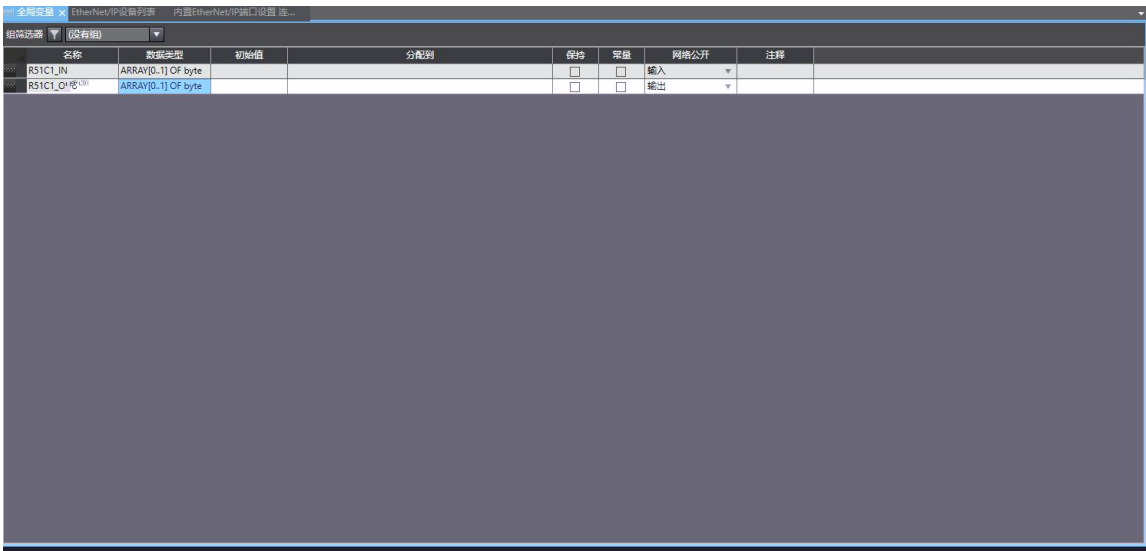 全局变量 × EtherNet/IP设备列表 内置EtherNet/IP端口设置 连...
组筛选器 (没有组)
名称 数据类型 初始值 分配到 保持 常量 网络公开 注释
R51C1_IN ARRAY[0..1] OF byte 输入
ARRAY[0..1] OF byte 输出